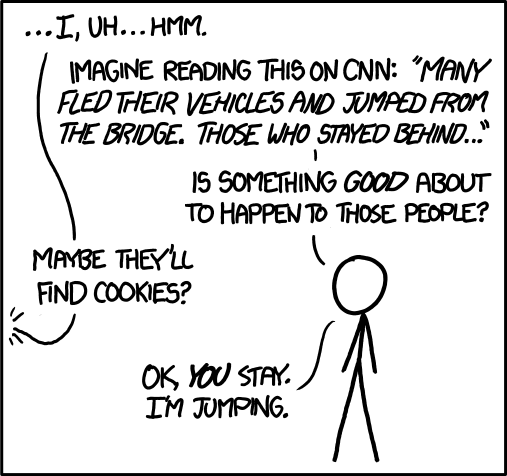 ...I, UH...HMM.
IMAGINE READING THIS ON CNN: "MANY
FLED THEIR VEHICLES AND JUMPED FROM
THE BRIDGE. THOSE WHO STAYED BEHIND..."
IS SOMETHING GOOD ABOUT
TO HAPPEN TO THOSE PEOPLE?
MAYBE THEY'LL
FIND COOKIES?
OK, YOU STAY.
I'M JUMPING.